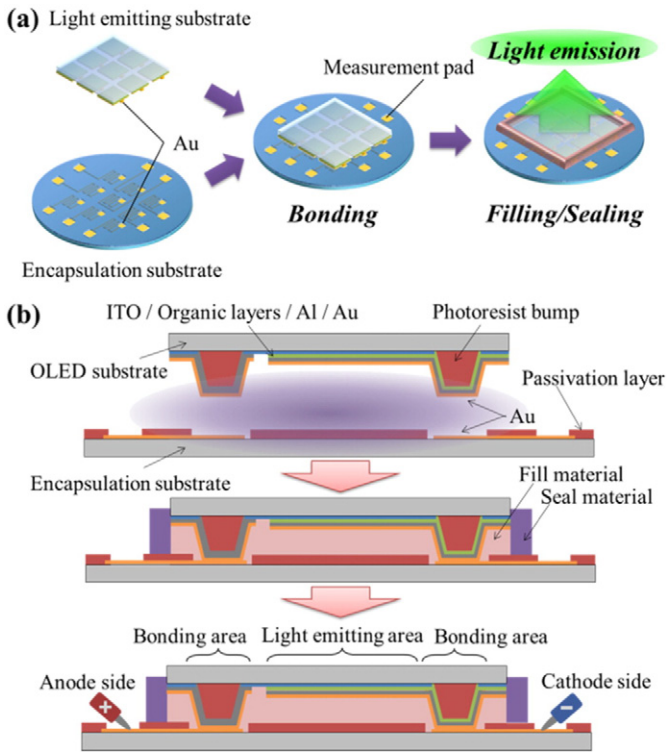 (a)
Light emitting substrate
Au
Encapsulation substrate
Measurement pad
Bonding
Light emission
Filling/Sealing
(b)
ITO / Organic layers / Al / Au
Photoresist bump
OLED substrate
Passivation layer
Au
Encapsulation substrate
Fill material
Seal material
Bonding area
Light emitting area
Bonding area
Anode side
Cathode side
+
−